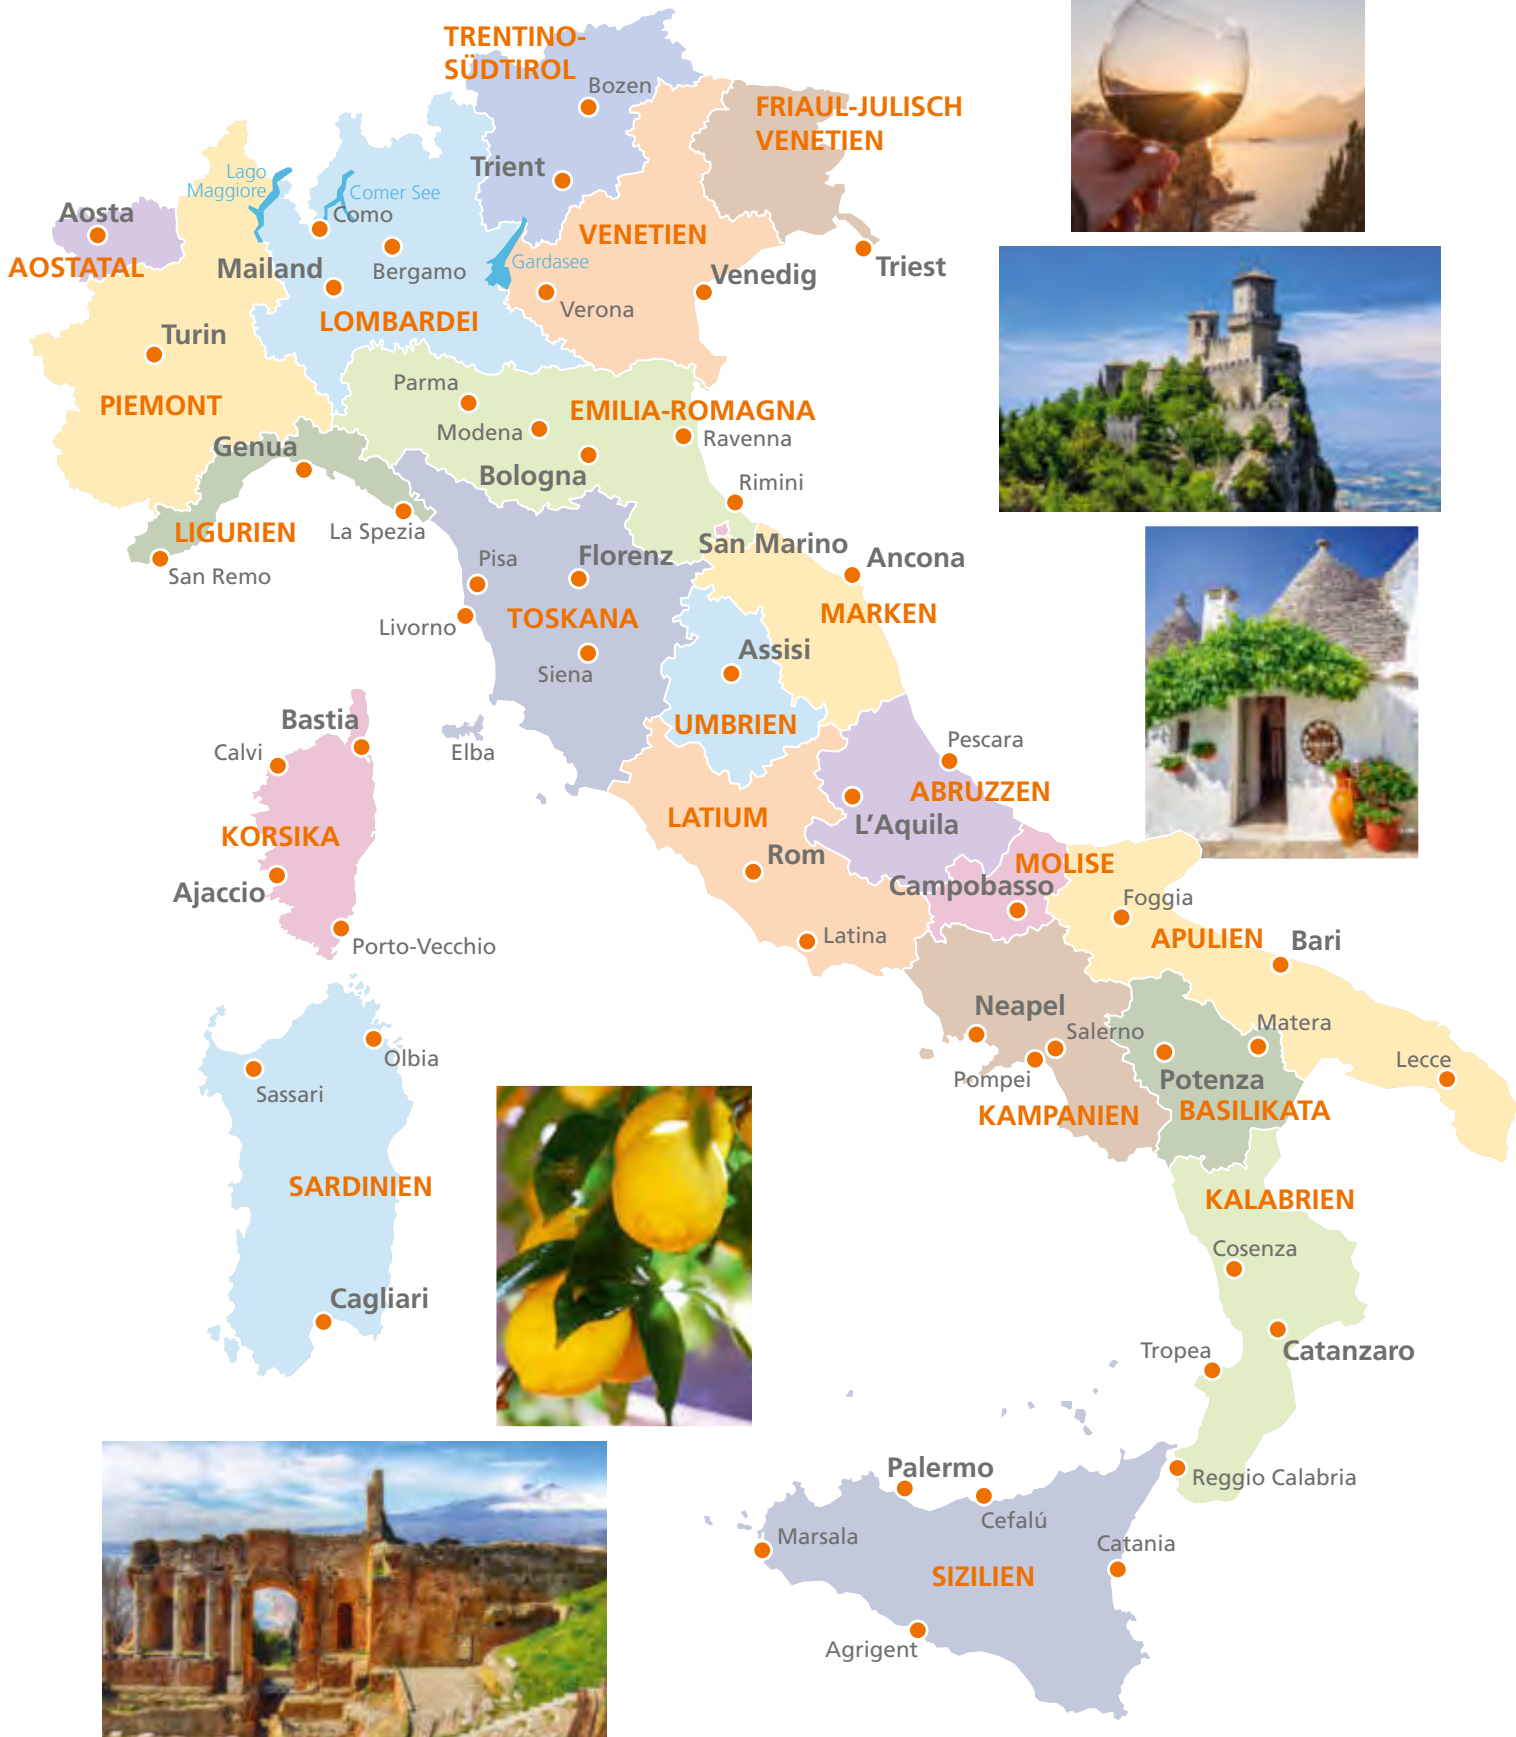 TRENTINO-
SÜDTIROL
Bozen
FRIAUL-JULISCH
VENETIEN
Trient
Lago
Maggiore
Comer See
Como
Aosta
AOSTATAL
VENETIEN
Mailand
Bergamo
Gardasee
Venedig
Triest
Verona
LOMBARDEI
Turin
Parma
PIEMONT
EMILIA-ROMAGNA
Modena
Ravenna
Genua
Bologna
Rimini
LIGURIEN
La Spezia
San Marino
San Remo
Pisa
Florenz
Ancona
Livorno
TOSKANA
MARKEN
Assisi
Siena
Bastia
UMBRIEN
Calvi
Elba
Pescara
ABRUZZEN
LATIUM
L’Aquila
KORSIKA
Rom
MOLISE
Ajaccio
Campobasso
Foggia
Porto-Vecchio
Latina
APULIEN
Bari
Neapel
Salerno
Matera
Olbia
Lecce
Sassari
Pompei
Potenza
KAMPANIEN
BASILIKATA
SARDINIEN
KALABRIEN
Cosenza
Cagliari
Tropea
Catanzaro
Palermo
Reggio Calabria
Cefalú
Marsala
Catania
SIZILIEN
Agrigent